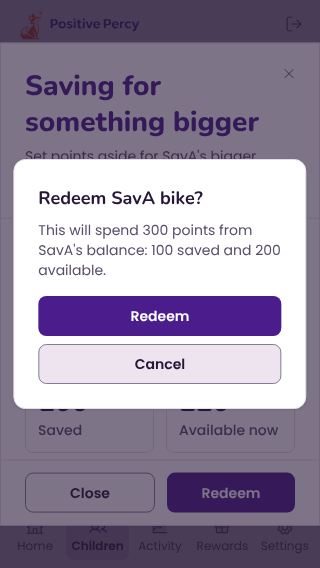 Positive Percy
Saving for
something bigger
Set points aside for SavA's bigger
Redeem SavA bike?
This will spend 300 points from
SavA's balance: 100 saved and 200
available.
Redeem
Cancel
Saved
Available now
Close
Redeem
Home
Children
Activity
Rewards
Settings